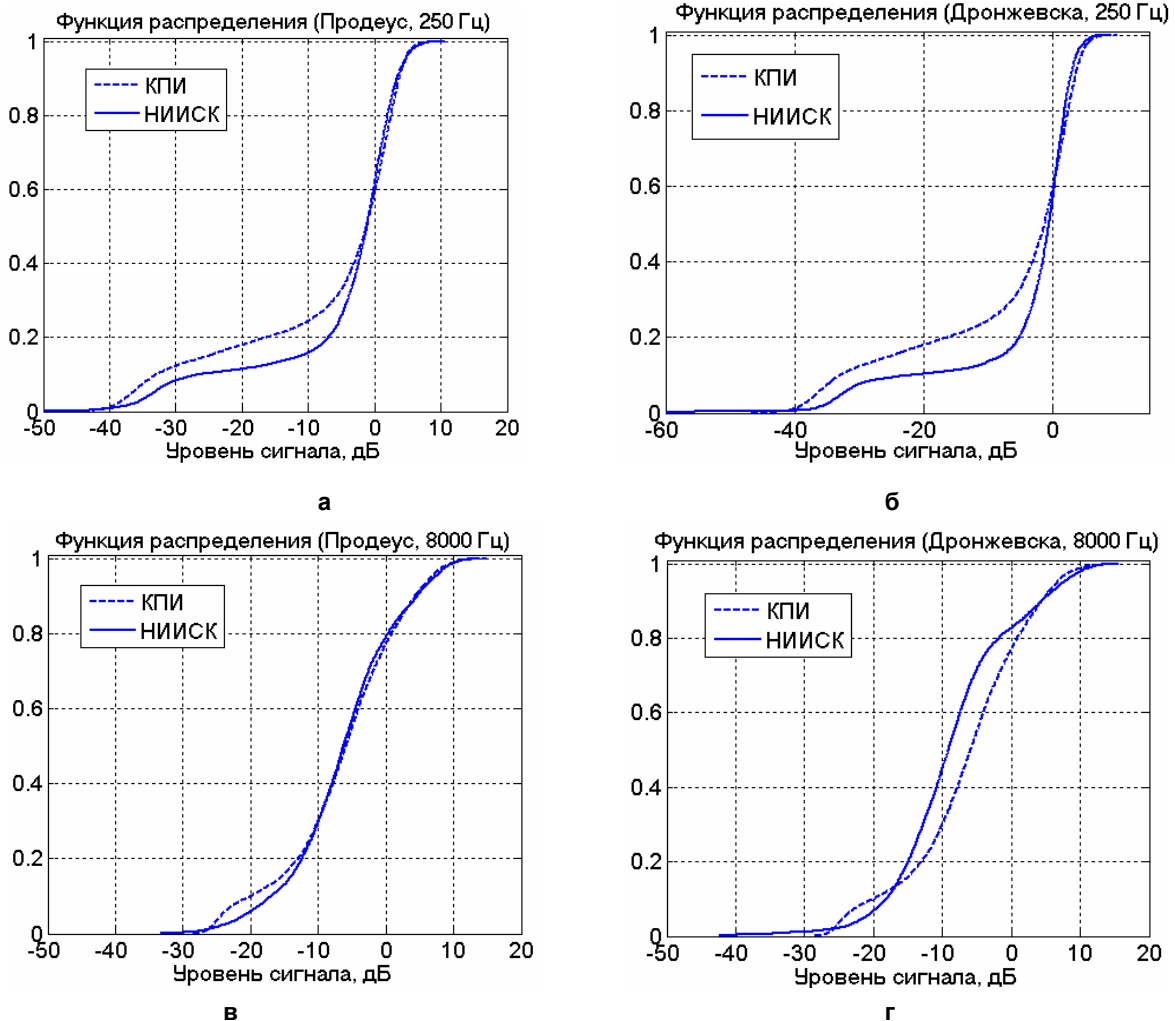 Функция распределения (Продеус, 250 Гц)
1
0.8
0.6
0.4
0.2
0
КПИ
НИИСК
-50 -40 -30 -20 -10 0 10 20
Уровень сигнала, дБ
а
Функция распределения (Дронжевска, 250 Гц)
1
0.8
0.6
0.4
0.2
0
КПИ
НИИСК
-60 -40 -20 0
Уровень сигнала, дБ
б
Функция распределения (Продеус, 8000 Гц)
1
0.8
0.6
0.4
0.2
0
КПИ
НИИСК
-50 -40 -30 -20 -10 0 10 20
Уровень сигнала, дБ
в
Функция распределения (Дронжевска, 8000 Гц)
1
0.8
0.6
0.4
0.2
0
КПИ
НИИСК
-50 -40 -30 -20 -10 0 10 20
Уровень сигнала, дБ
г